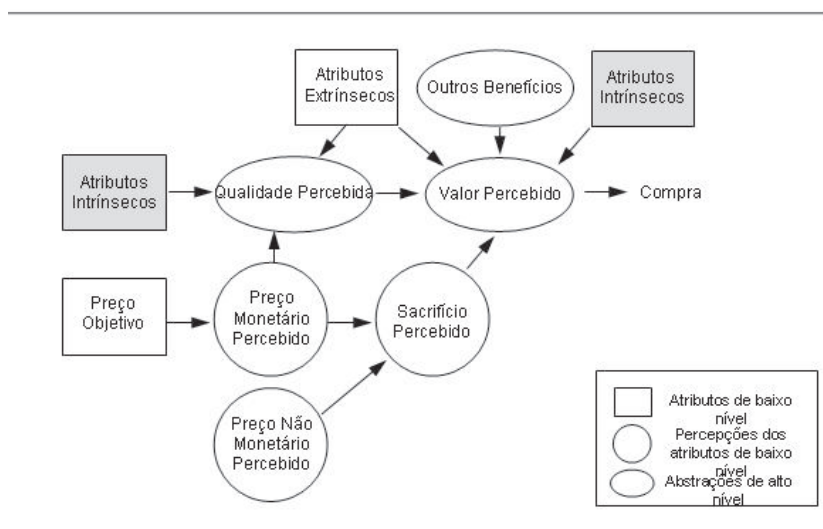 Atributos
Extrínsecos
Outros Benefícios
Atributos
Intrínsecos
Atributos
Intrínsecos
Qualidade Percebida
Valor Percebido
Compra
Preço
Objetivo
Preço
Monetário
Percebido
Sacrifício
Percebido
Preço Não
Monetário
Percebido
Atributos de baixo
nível
Percepções dos
atributos de baixo
nível
Abstrações de alto
nível